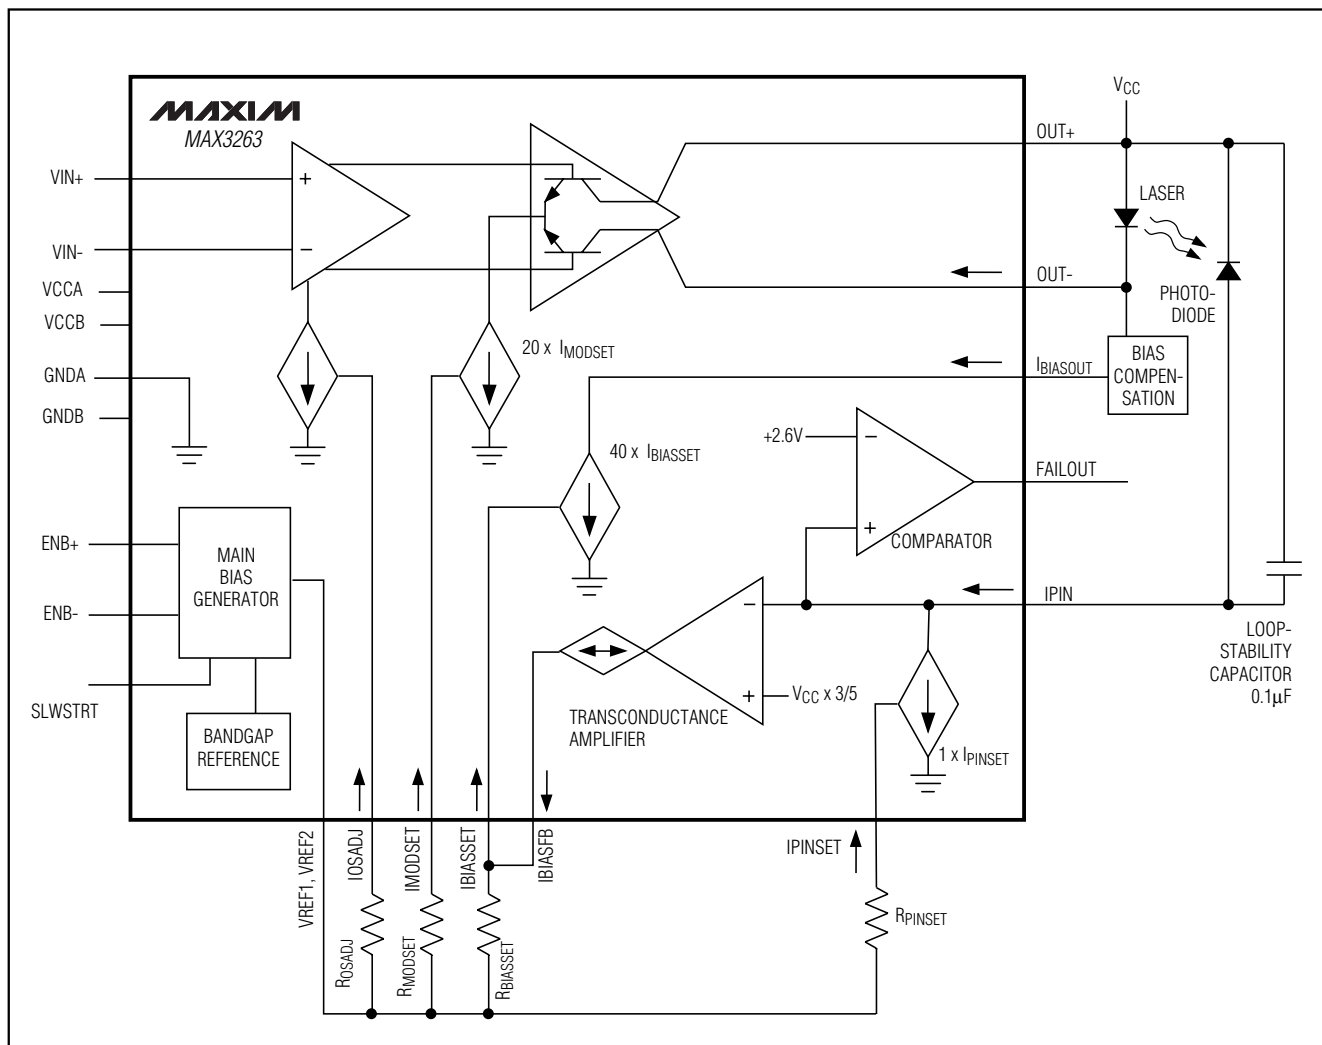 MAXIM
MAX3263
VCC
OUT+
VIN+
LASER
VIN-
OUT-
VCCA
PHOTO-
DIODE
VCCB
20 x IMODSET
BIAS
COMPEN-
SATION
IBIASOUT
GNDA
GNDB
+2.6V
40 x IBIASSET
FAILOUT
COMPARATOR
ENB+
MAIN
BIAS
GENERATOR
IPIN
ENB-
LOOP-
STABILITY
CAPACITOR
0.1µF
VCC x 3/5
SLWSTRT
TRANSCONDUCTANCE
AMPLIFIER
BANDGAP
REFERENCE
1 x IPINSET
VREF1, VREF2
IOSADJ
IMODSET
IBIASSET
IBIASFB
IPINSET
ROSADJ
RMODSET
RBIASSET
RPINSET
+
−
−
+
−
+